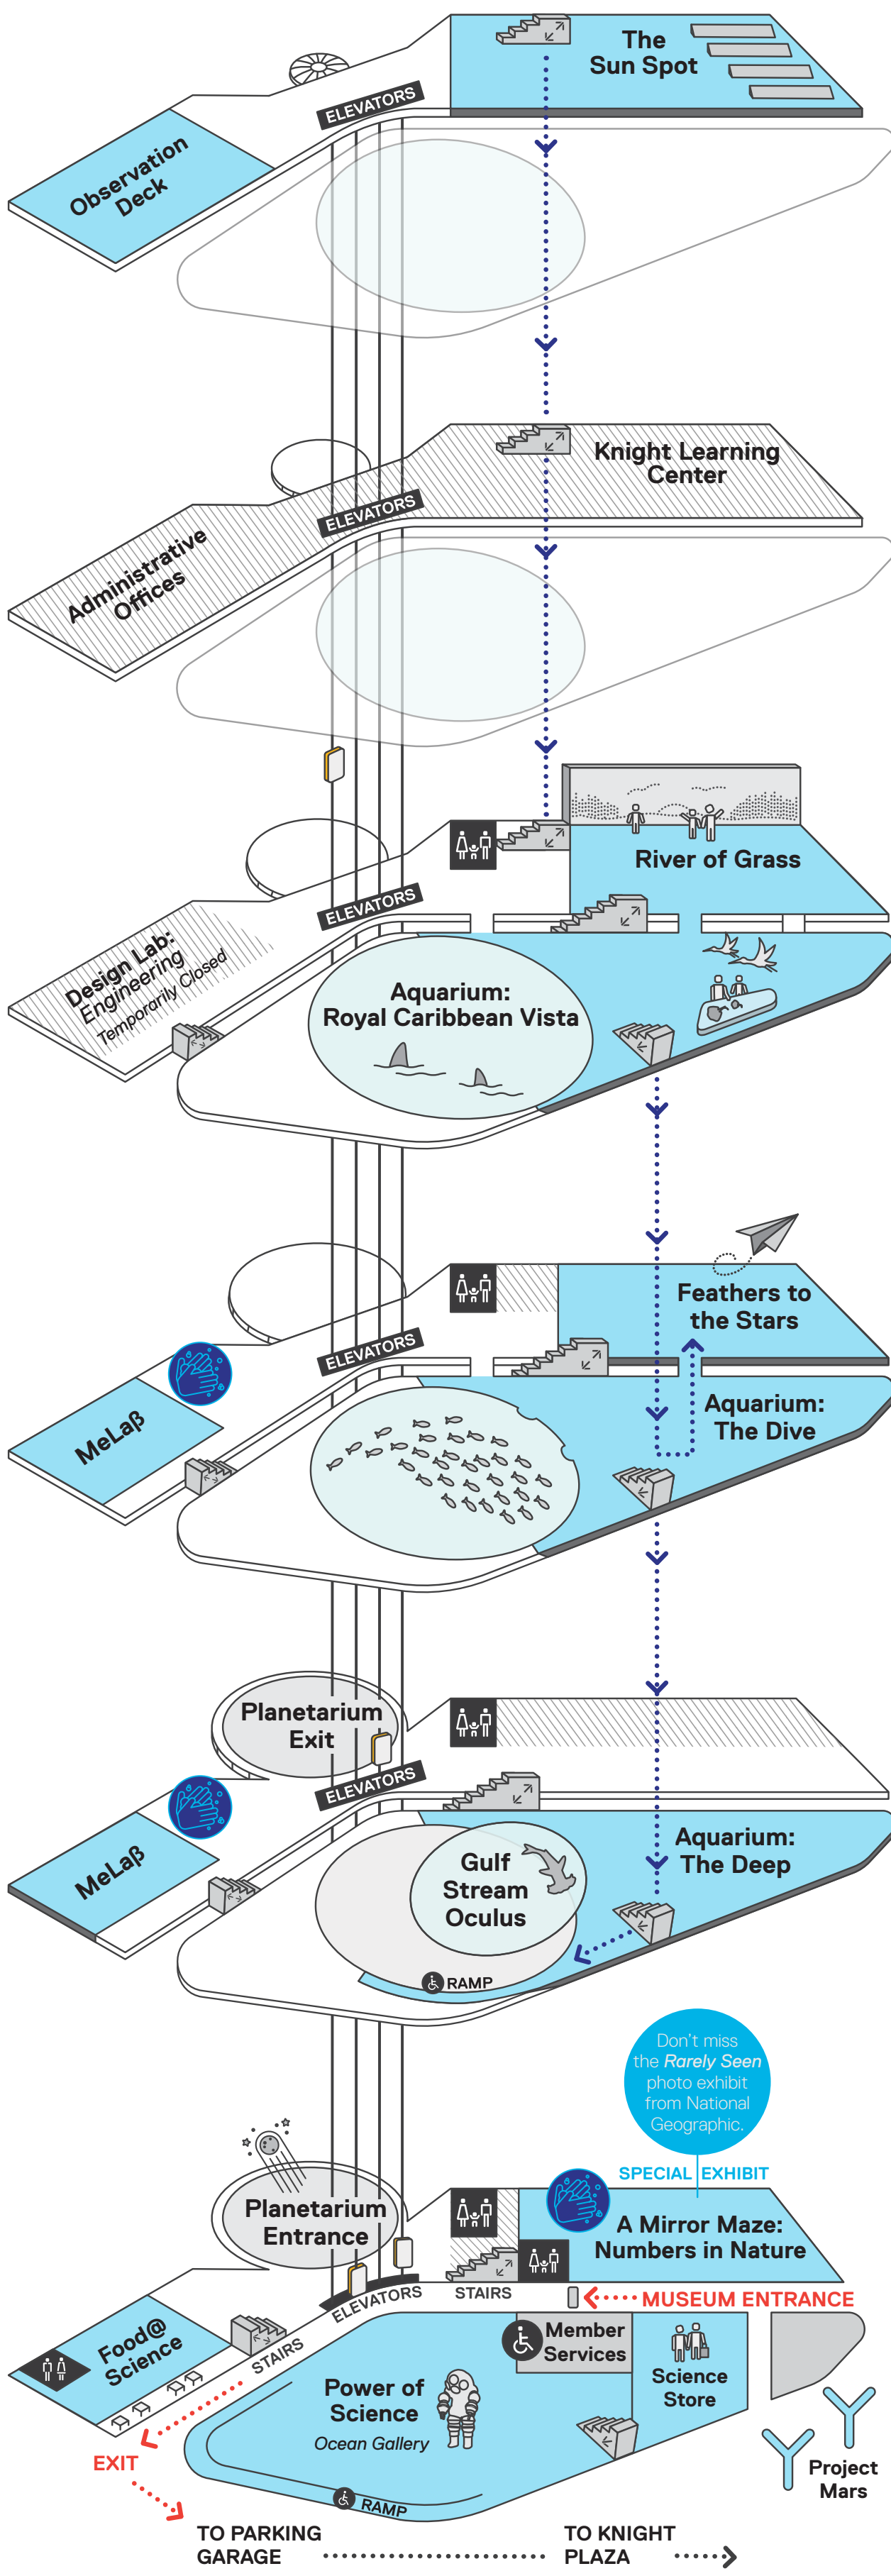 The
Sun Spot
ELEVATORS
Observation
Deck
Knight Learning
Center
ELEVATORS
Administrative
Offices
River of Grass
ELEVATORS
Design Lab:
Engineering
Temporarily Closed
Aquarium:
Royal Caribbean Vista
Feathers to
the Stars
ELEVATORS
Aquarium:
The Dive
MeLaβ
Planetarium
Exit
ELEVATORS
MeLaβ
Aquarium:
The Deep
Gulf
Stream
Oculus
RAMP
Don't miss
the Rarely Seen
photo exhibit
from National
Geographic.
SPECIAL EXHIBIT
Planetarium
Entrance
A Mirror Maze:
Numbers in Nature
ELEVATORS
STAIRS
MUSEUM ENTRANCE
Food@
Science
STAIRS
Member
Services
Science
Store
Power of
Science
Ocean Gallery
EXIT
Project
Mars
RAMP
TO PARKING
GARAGE
TO KNIGHT
PLAZA